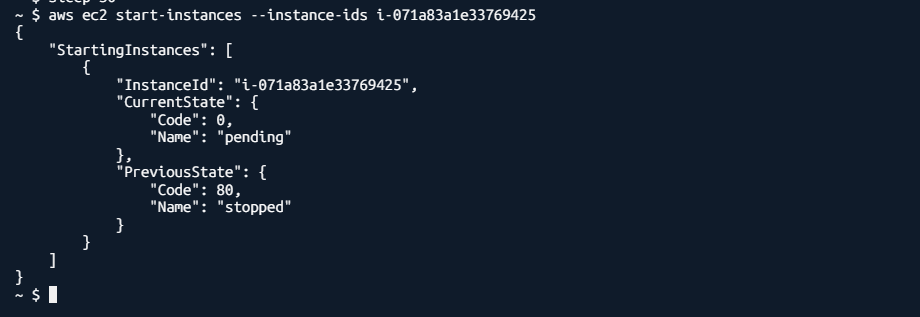 ~ $ aws ec2 start-instances --instance-ids i-071a83a1e33769425
{
    "StartingInstances": [
        {
            "InstanceId": "i-071a83a1e33769425",
            "CurrentState": {
                "Code": 0,
                "Name": "pending"
            },
            "PreviousState": {
                "Code": 80,
                "Name": "stopped"
            }
        }
    ]
}
~ $